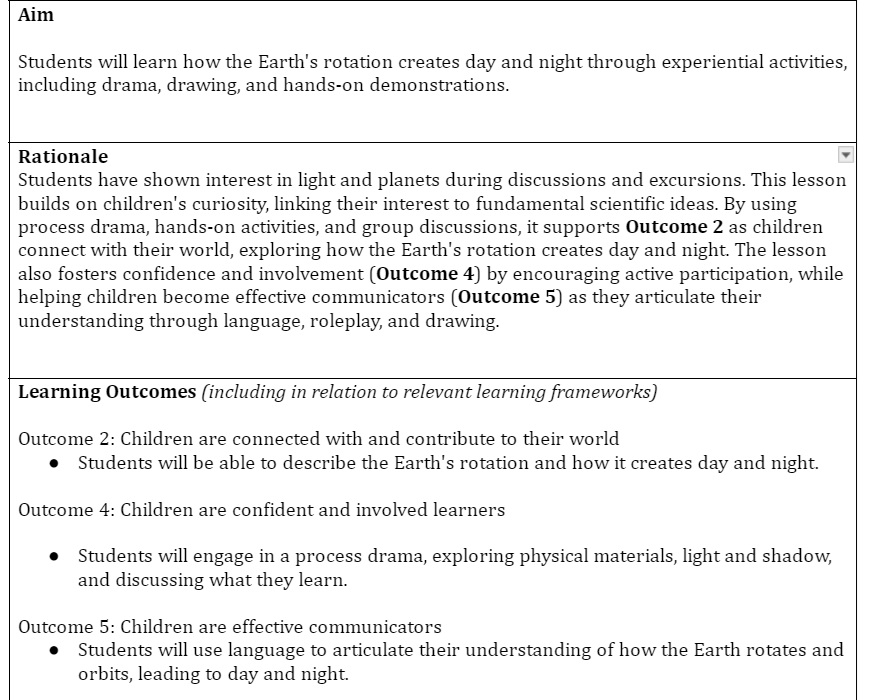 Aim
Students will learn how the Earth's rotation creates day and night through experiential activities,
including drama, drawing, and hands-on demonstrations.
Rationale
Students have shown interest in light and planets during discussions and excursions. This lesson
builds on children's curiosity, linking their interest to fundamental scientific ideas. By using
process drama, hands-on activities, and group discussions, it supports Outcome 2 as children
connect with their world, exploring how the Earth's rotation creates day and night. The lesson
also fosters confidence and involvement (Outcome 4) by encouraging active participation, while
helping children become effective communicators (Outcome 5) as they articulate their
understanding through language, roleplay, and drawing.
Learning Outcomes (including in relation to relevant learning frameworks)
Outcome 2: Children are connected with and contribute to their world
● Students will be able to describe the Earth's rotation and how it creates day and night.
Outcome 4: Children are confident and involved learners
● Students will engage in a process drama, exploring physical materials, light and shadow,
and discussing what they learn.
Outcome 5: Children are effective communicators
● Students will use language to articulate their understanding of how the Earth rotates and
orbits, leading to day and night.